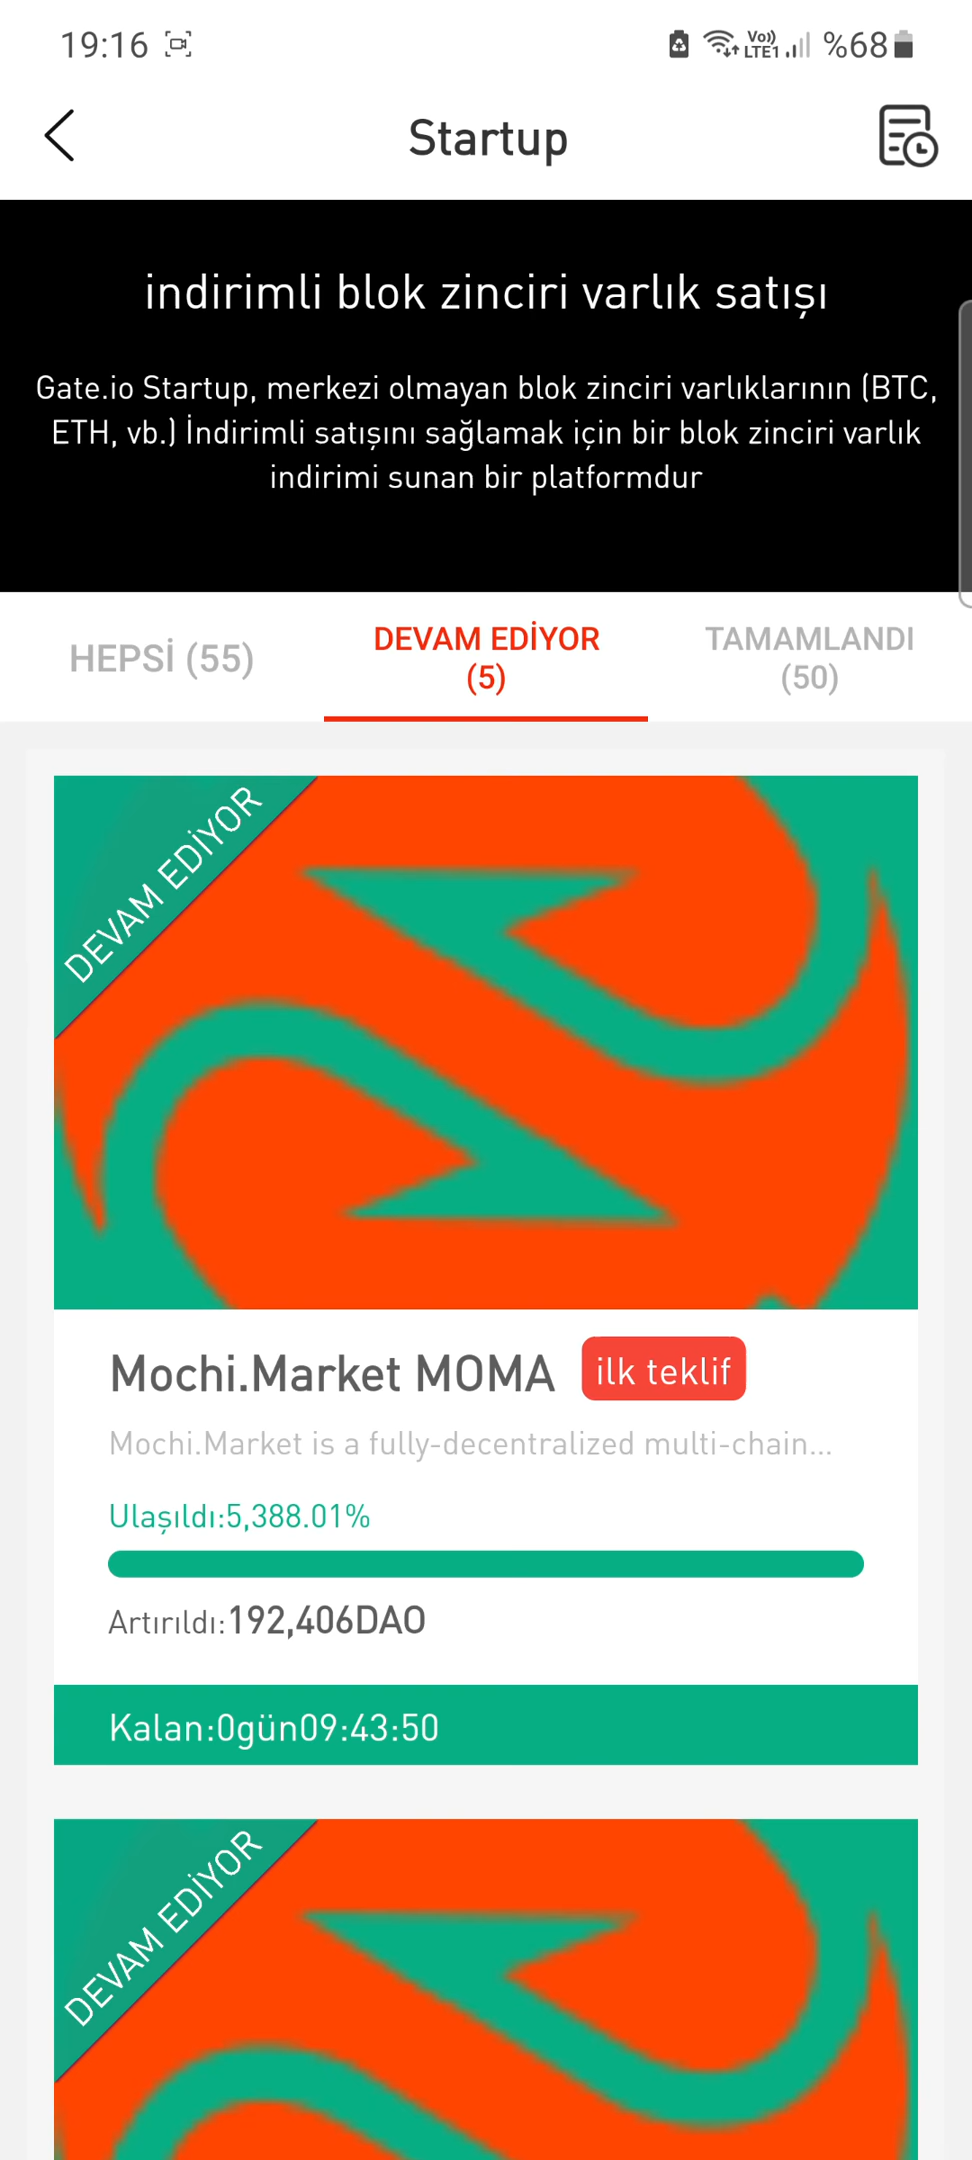 19:16
Vo))
LTE1
%68
Startup
indirimli blok zinciri varlık satışı
Gate.io Startup, merkezi olmayan blok zinciri varlıklarının (BTC,
ETH, vb.) İndirimli satışını sağlamak için bir blok zinciri varlık
indirimi sunan bir platformdur
HEPSİ (55)
DEVAM EDİYOR
(5)
TAMAMLANDI
(50)
DEVAM EDİYOR
Mochi.Market MOMA
ilk teklif
Mochi.Market is a fully-decentralized multi-chain...
Ulaşıldı:5,388.01%
Artırıldı:192,406DAO
Kalan:0gün09:43:50
DEVAM EDİYOR